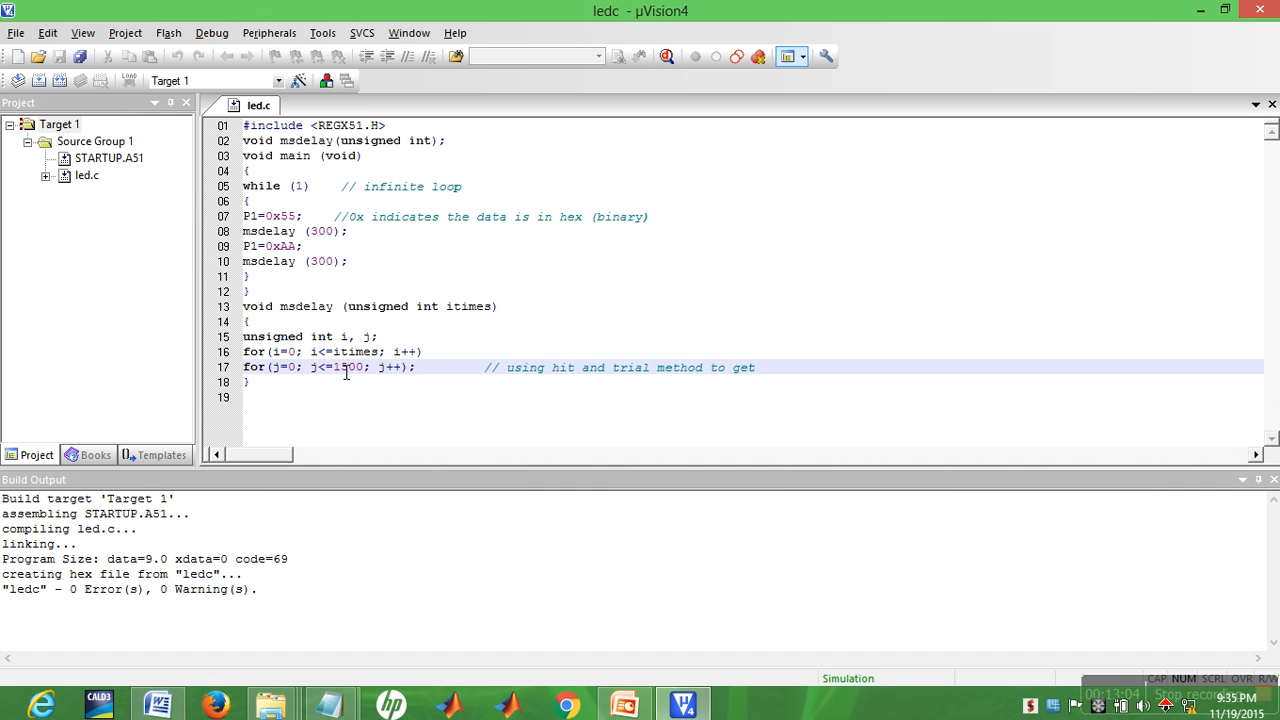 ledc - µVision4
File Edit View Project Flash Debug Peripherals Tools SVCS Window Help
LOAD Target 1
Project
led.c
Target 1
Source Group 1
STARTUP.A51
led.c
01 #include <REGX51.H>
02 void msdelay(unsigned int);
03 void main (void)
04 {
05 while (1) // infinite loop
06 {
07 P1=0x55; //0x indicates the data is in hex (binary)
08 msdelay (300);
09 P1=0xAA;
10 msdelay (300);
11 }
12 }
13 void msdelay (unsigned int itimes)
14 {
15 unsigned int i, j;
16 for(i=0; i<=itimes; i++)
17 for(j=0; j<=1500; j++); // using hit and trial method to get
18 }
19
Project Books Templates
Build Output
Build target 'Target 1'
assembling STARTUP.A51...
compiling led.c...
linking...
Program Size: data=9.0 xdata=0 code=69
creating hex file from "ledc"...
"ledc" - 0 Error(s), 0 Warning(s).
Simulation
CAP NUM SCRL OVR R/W
00:13:04 Stop recording
CALD3
9:35 PM
11/19/2015